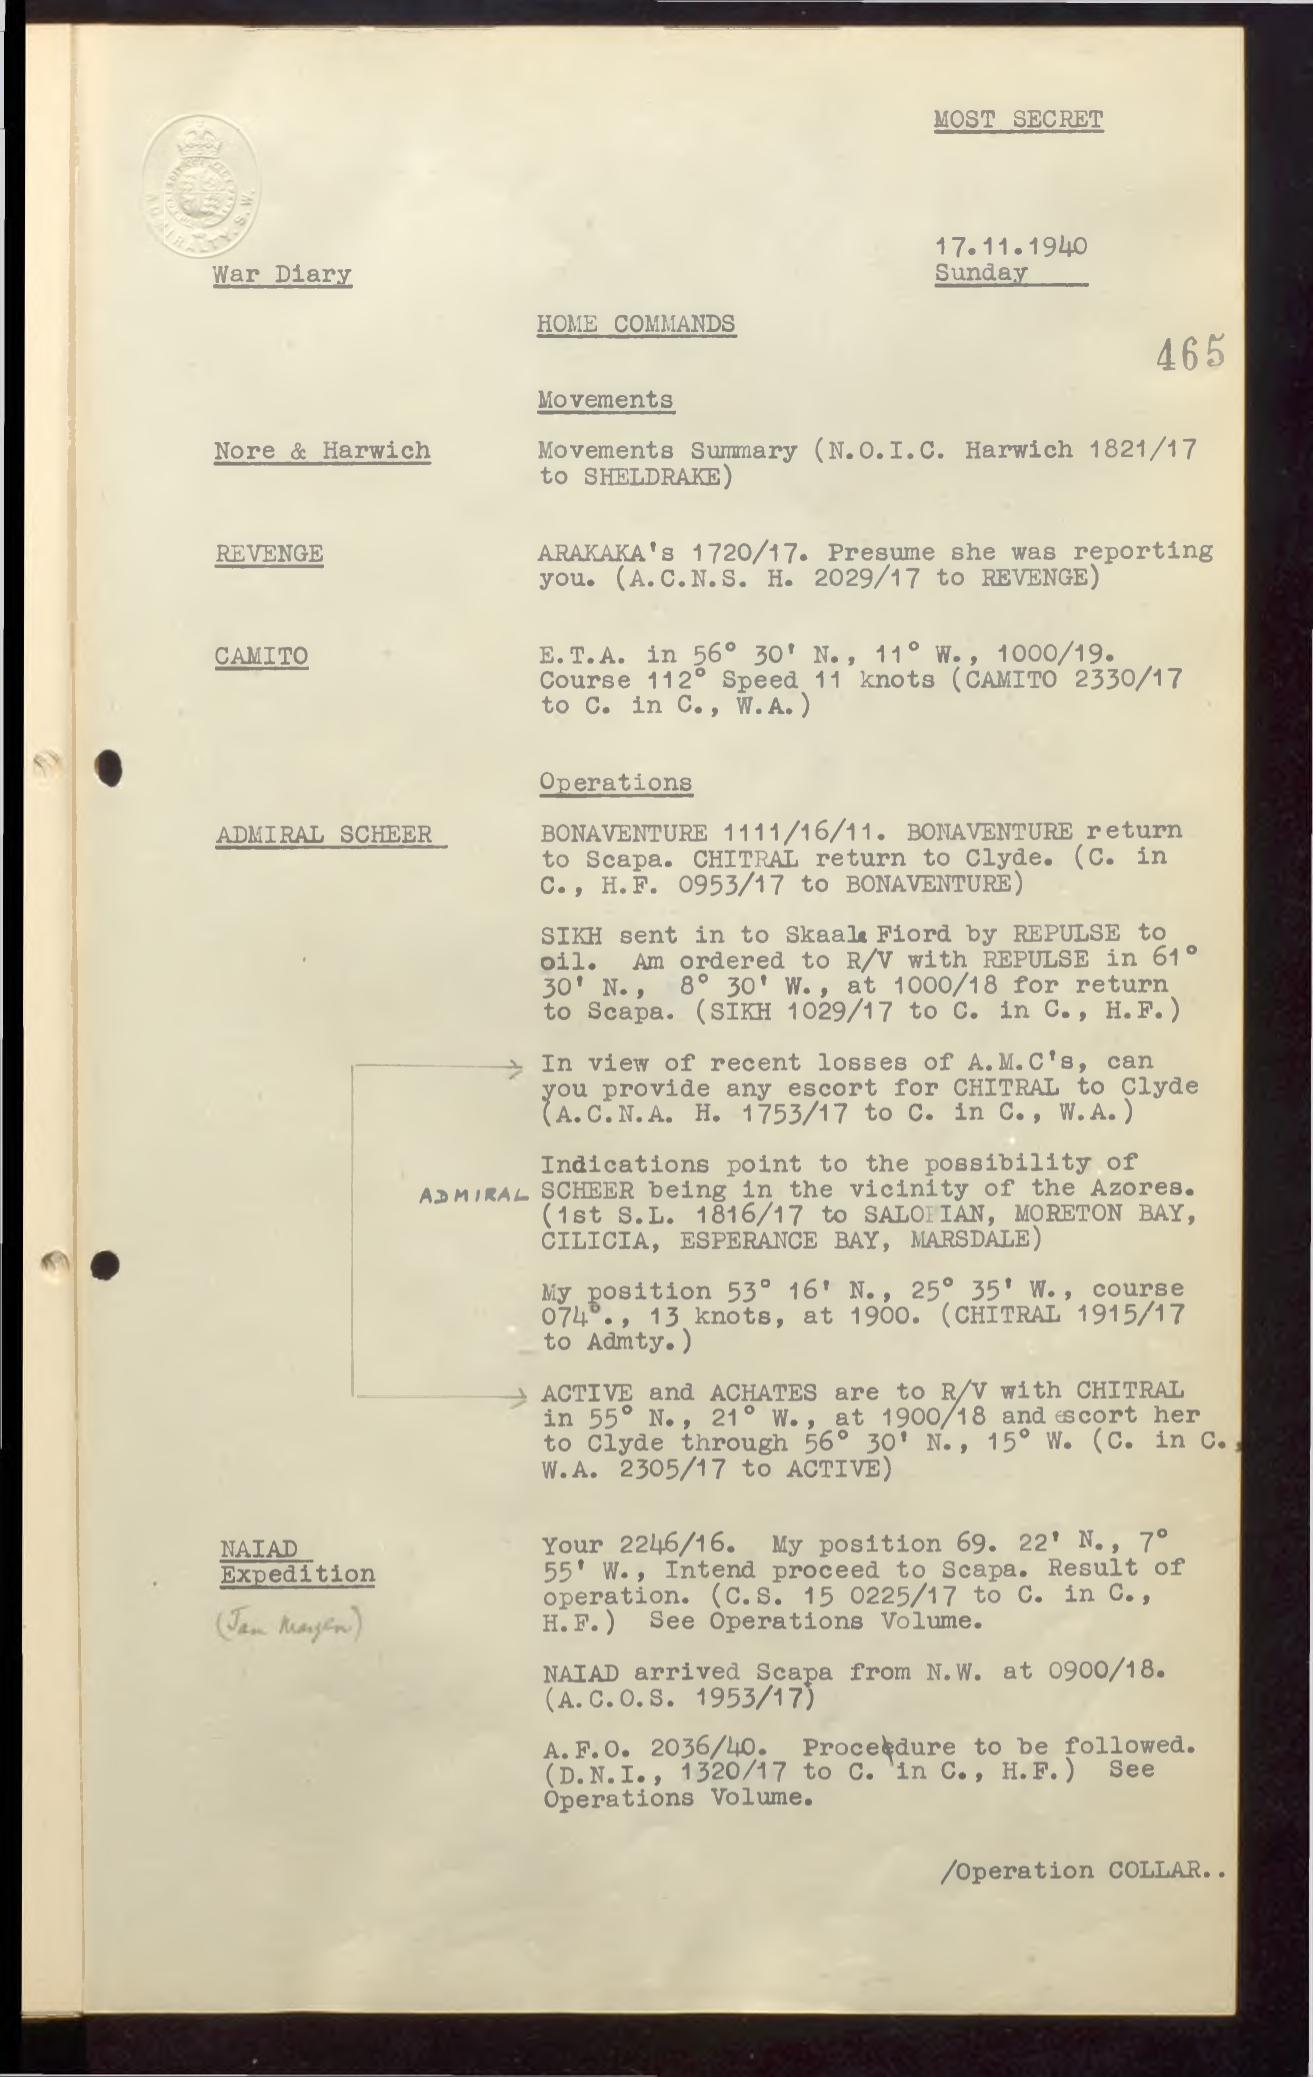 MOST SECRET
ADMIRALTY. S.W.
17.11.1940
War Diary
Sunday
HOME COMMANDS
465
Movements
Nore & Harwich
Movements Summary (N.O.I.C. Harwich 1821/17
to SHELDRAKE)
REVENGE
ARAKAKA's 1720/17. Presume she was reporting
you. (A.C.N.S. H. 2029/17 to REVENGE)
CAMITO
E.T.A. in 56° 30' N., 11° W., 1000/19.
Course 112° Speed 11 knots (CAMITO 2330/17
to C. in C., W.A.)
Operations
ADMIRAL SCHEER
BONAVENTURE 1111/16/11. BONAVENTURE return
to Scapa. CHITRAL return to Clyde. (C. in
C., H.F. 0953/17 to BONAVENTURE)
SIKH sent in to Skaale Fiord by REPULSE to
oil. Am ordered to R/V with REPULSE in 61°
30' N., 8° 30' W., at 1000/18 for return
to Scapa. (SIKH 1029/17 to C. in C., H.F.)
In view of recent losses of A.M.C's, can
you provide any escort for CHITRAL to Clyde
(A.C.N.A. H. 1753/17 to C. in C., W.A.)
Indications point to the possibility of
ADMIRAL SCHEER being in the vicinity of the Azores.
(1st S.L. 1816/17 to SALOPIAN, MORETON BAY,
CILICIA, ESPERANCE BAY, MARSDALE)
My position 53° 16' N., 25° 35' W., course
074°., 13 knots, at 1900. (CHITRAL 1915/17
to Admty.)
ACTIVE and ACHATES are to R/V with CHITRAL
in 55° N., 21° W., at 1900/18 and escort her
to Clyde through 56° 30' N., 15° W. (C. in C.,
W.A. 2305/17 to ACTIVE)
NAIAD
Expedition
(Jan Mayen)
Your 2246/16. My position 69. 22' N., 7°
55' W., Intend proceed to Scapa. Result of
operation. (C.S. 15 0225/17 to C. in C.,
H.F.) See Operations Volume.
NAIAD arrived Scapa from N.W. at 0900/18.
(A.C.O.S. 1953/17)
A.F.O. 2036/40. Proceedure to be followed.
(D.N.I., 1320/17 to C. in C., H.F.) See
Operations Volume.
/Operation COLLAR..